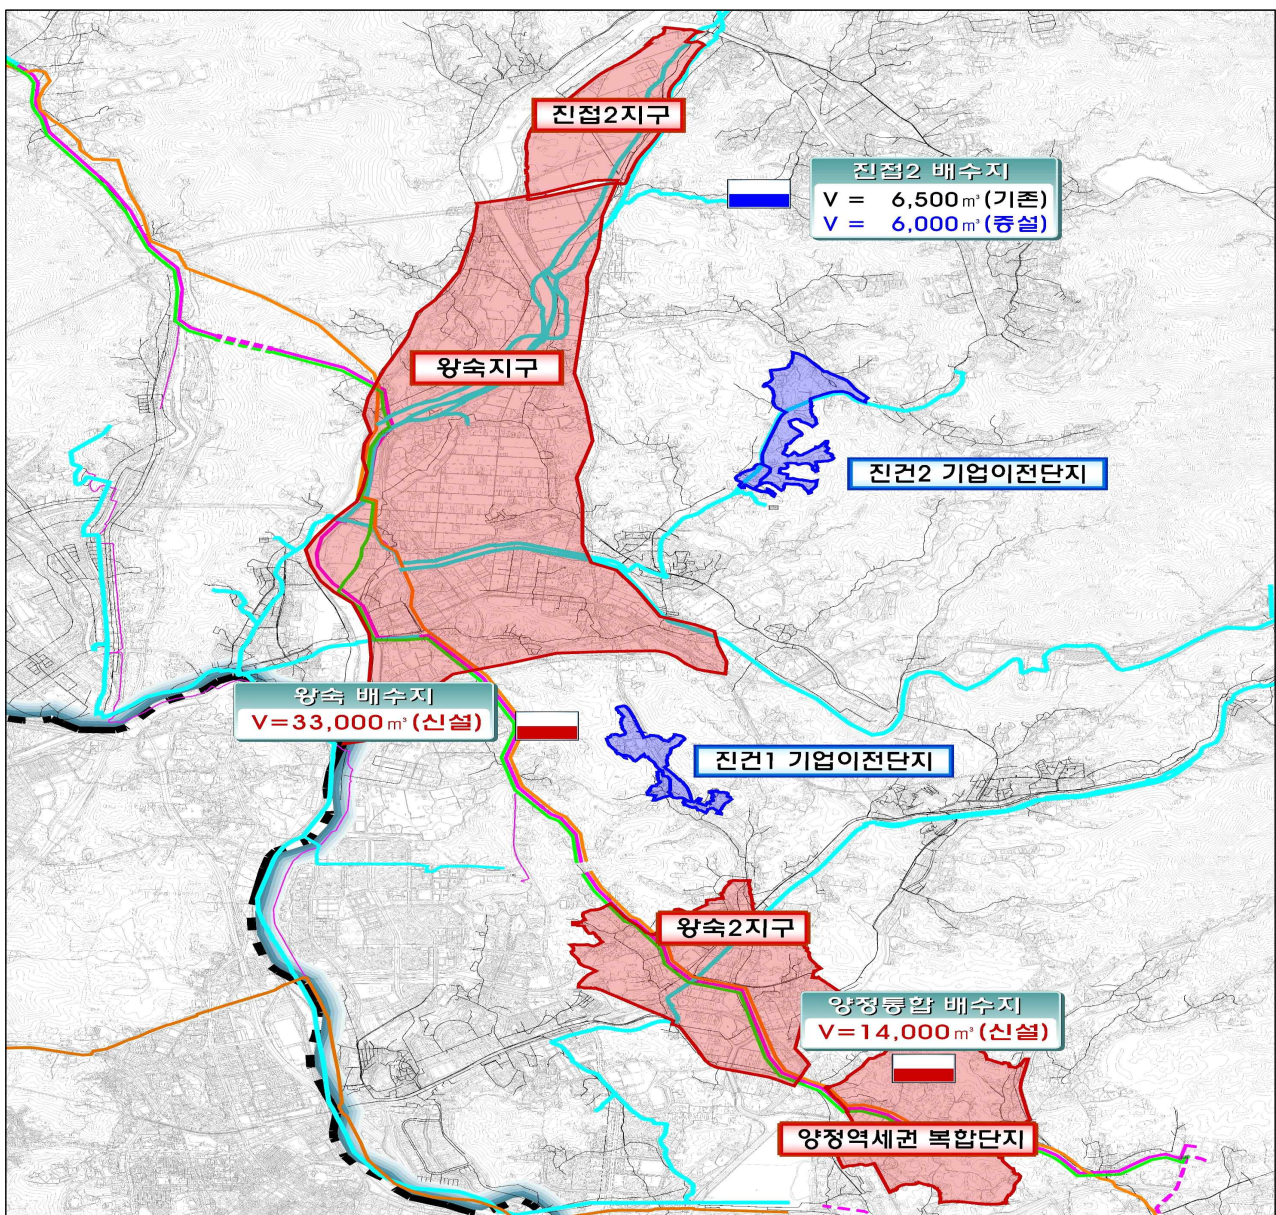 진접2지구
진접2 배수지
V = 6,500㎥(기존)
V = 6,000㎥(증설)
왕숙지구
진건2 기업이전단지
왕숙 배수지
V=33,000㎥(신설)
진건1 기업이전단지
왕숙2지구
양정통합 배수지
V=14,000㎥(신설)
양정역세권 복합단지